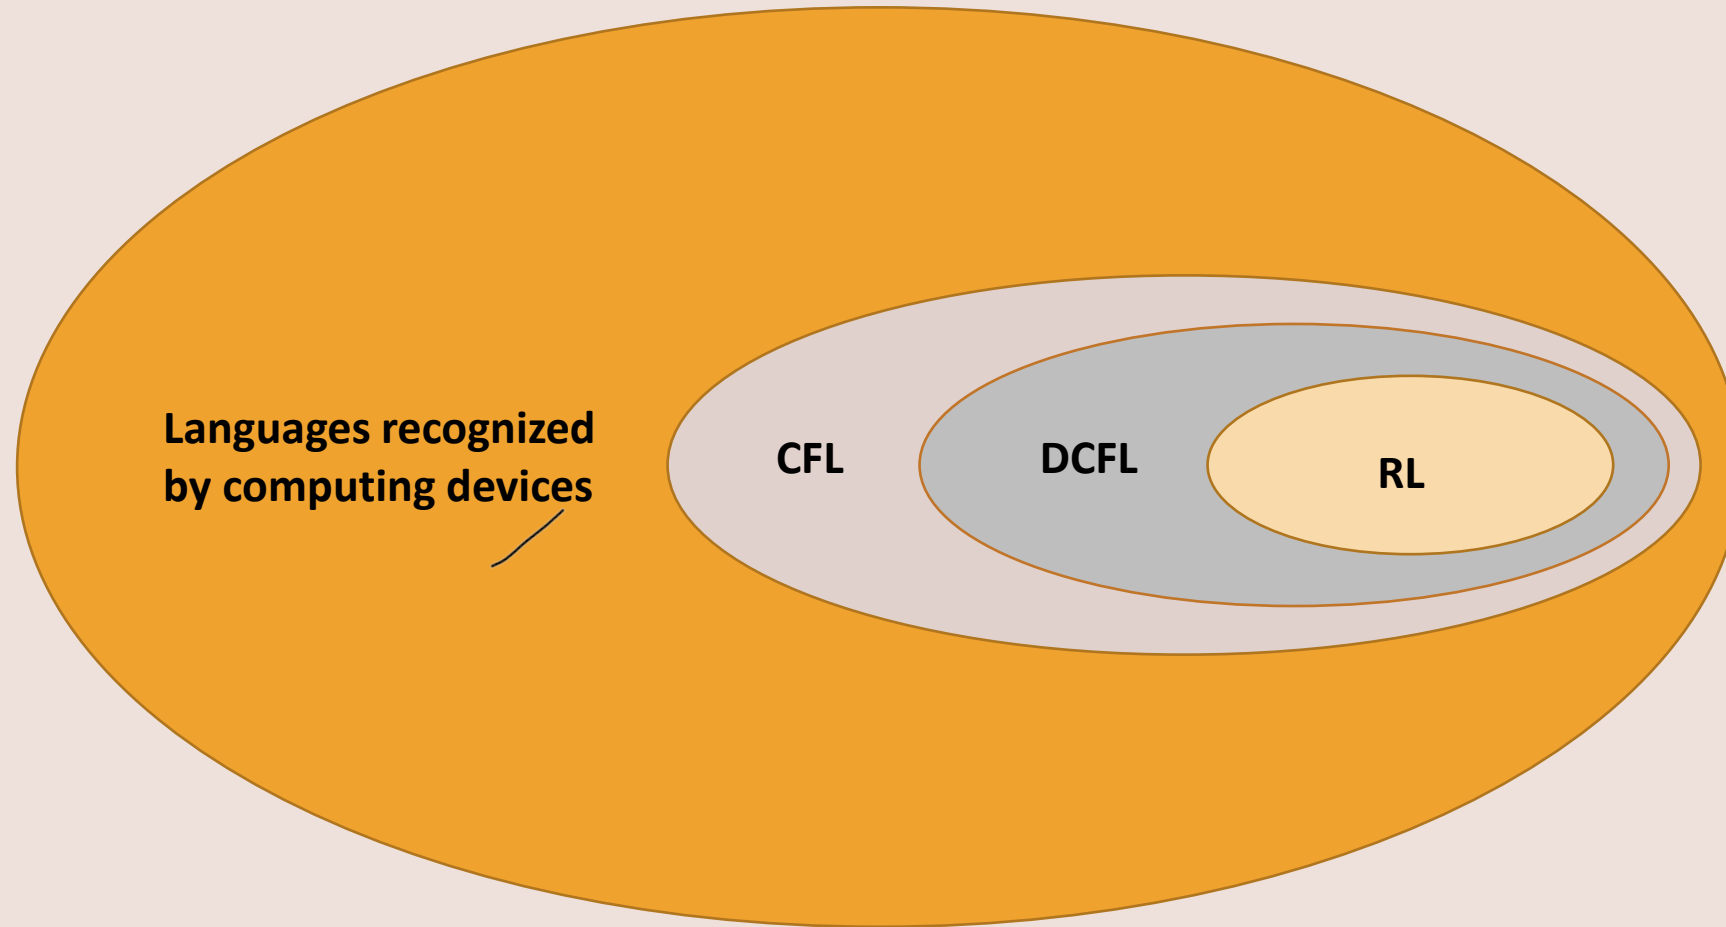 Languages recognized
by computing devices
CFL
DCFL
RL